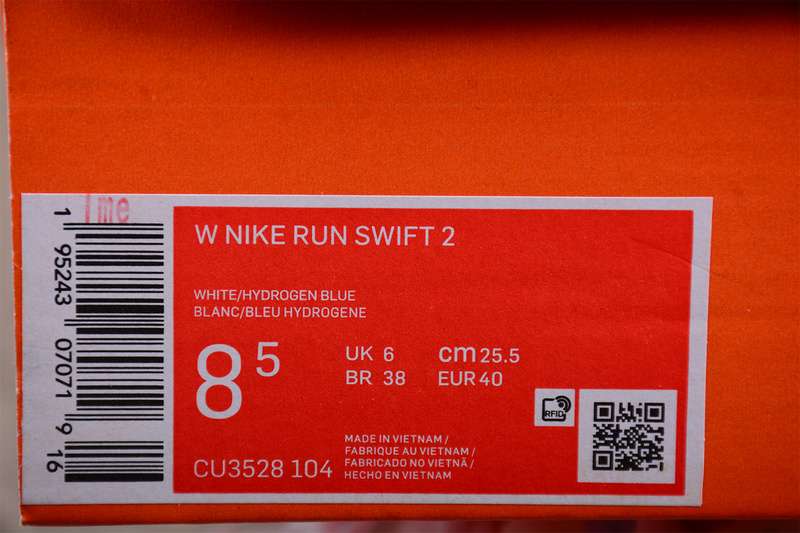 me
W NIKE RUN SWIFT 2
WHITE/HYDROGEN BLUE
BLANC/BLEU HYDROGENE
8 5
UK 6 cm 25.5
BR 38 EUR 40
RFID
MADE IN VIETNAM /
FABRIQUE AU VIETNAM /
FABRICADO NO VIETNÃ /
HECHO EN VIETNAM
CU3528 104
1 95243 07071 9 16